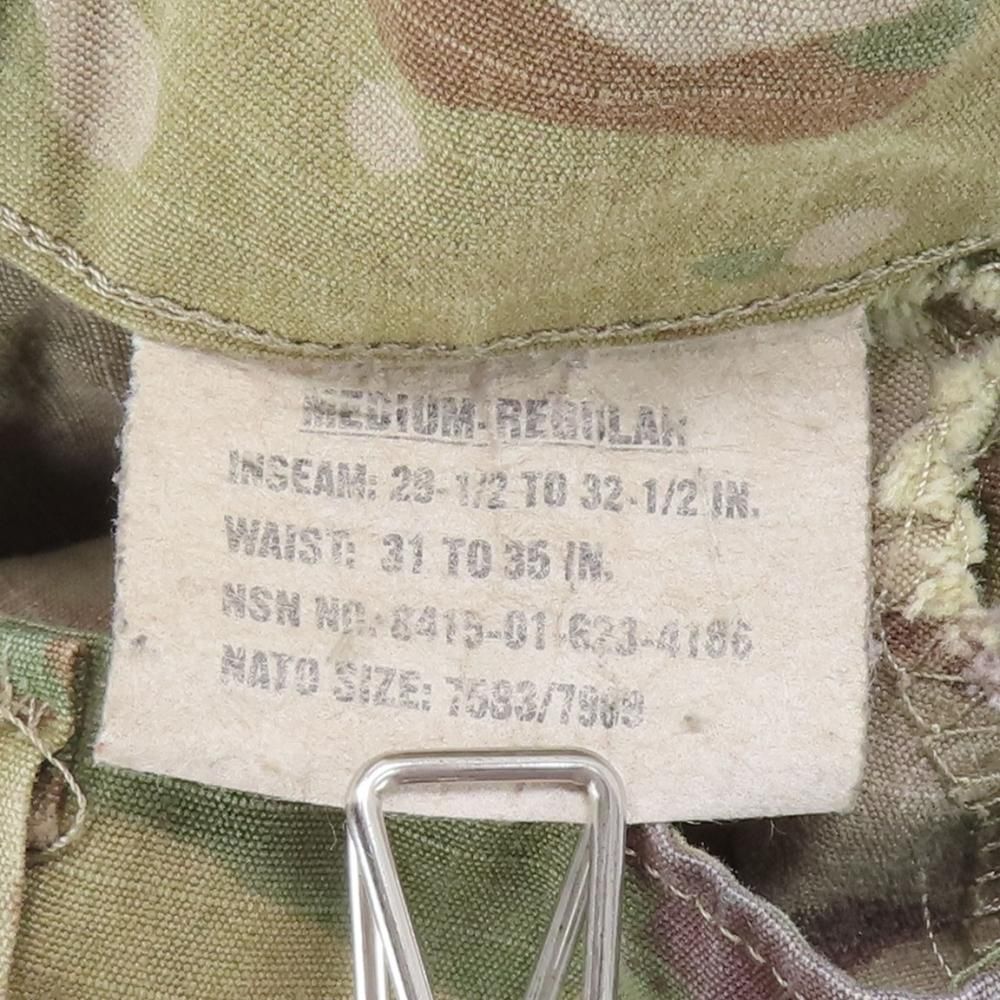 MEDIUM-REGULAR
INSEAM: 29-1/2 TO 32-1/2 IN.
WAIST: 31 TO 35 IN.
NSN NO.: 8415-01-623-4186
NATO SIZE: 7583/7989